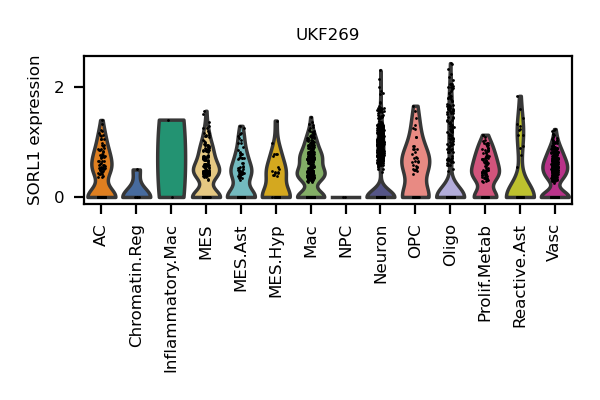 UKF269
SORL1 expression
2
0
AC
Chromatin.Reg
Inflammatory.Mac
MES
MES.Ast
MES.Hyp
Mac
NPC
Neuron
OPC
Oligo
Prolif.Metab
Reactive.Ast
Vasc